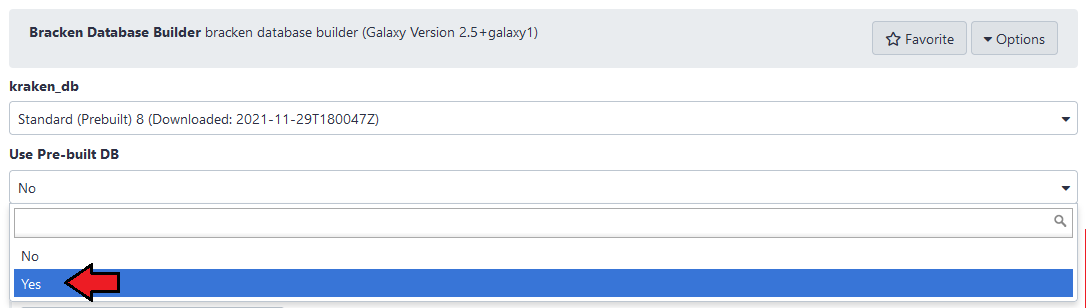 Bracken Database Builder bracken database builder (Galaxy Version 2.5+galaxy1)
Favorite
Options
kraken_db
Standard (Prebuilt) 8 (Downloaded: 2021-11-29T180047Z)
Use Pre-built DB
No
No
Yes